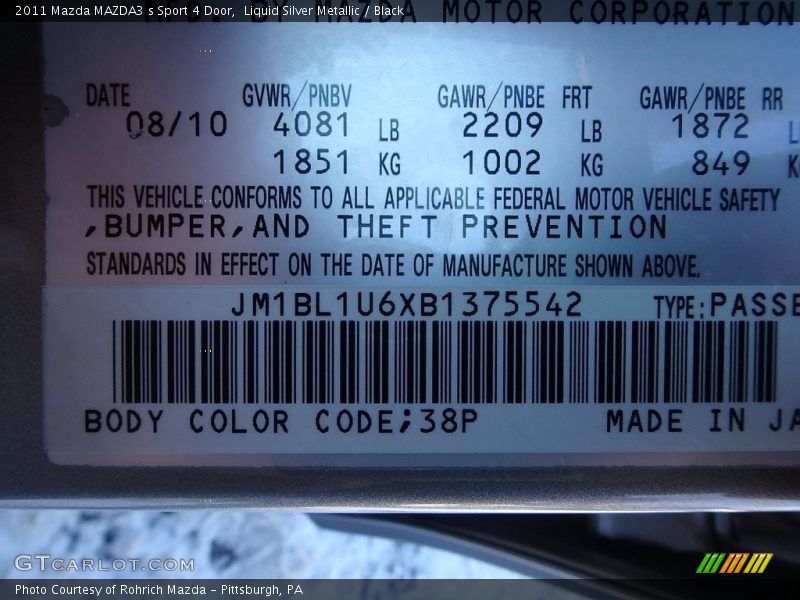 2011 Mazda MAZDA3 s Sport 4 Door, Liquid Silver Metallic / Black
MAZDA MOTOR CORPORATION
DATE GVWR/PNBV GAWR/PNBE FRT GAWR/PNBE RR
08/10 4081 LB 2209 LB 1872 L
1851 KG 1002 KG 849 K
THIS VEHICLE CONFORMS TO ALL APPLICABLE FEDERAL MOTOR VEHICLE SAFETY
,BUMPER,AND THEFT PREVENTION
STANDARDS IN EFFECT ON THE DATE OF MANUFACTURE SHOWN ABOVE.
JM1BL1U6XB1375542 TYPE:PASSE
BODY COLOR CODE;38P MADE IN JA
GTCARLOT.COM
Photo Courtesy of Rohrich Mazda - Pittsburgh, PA